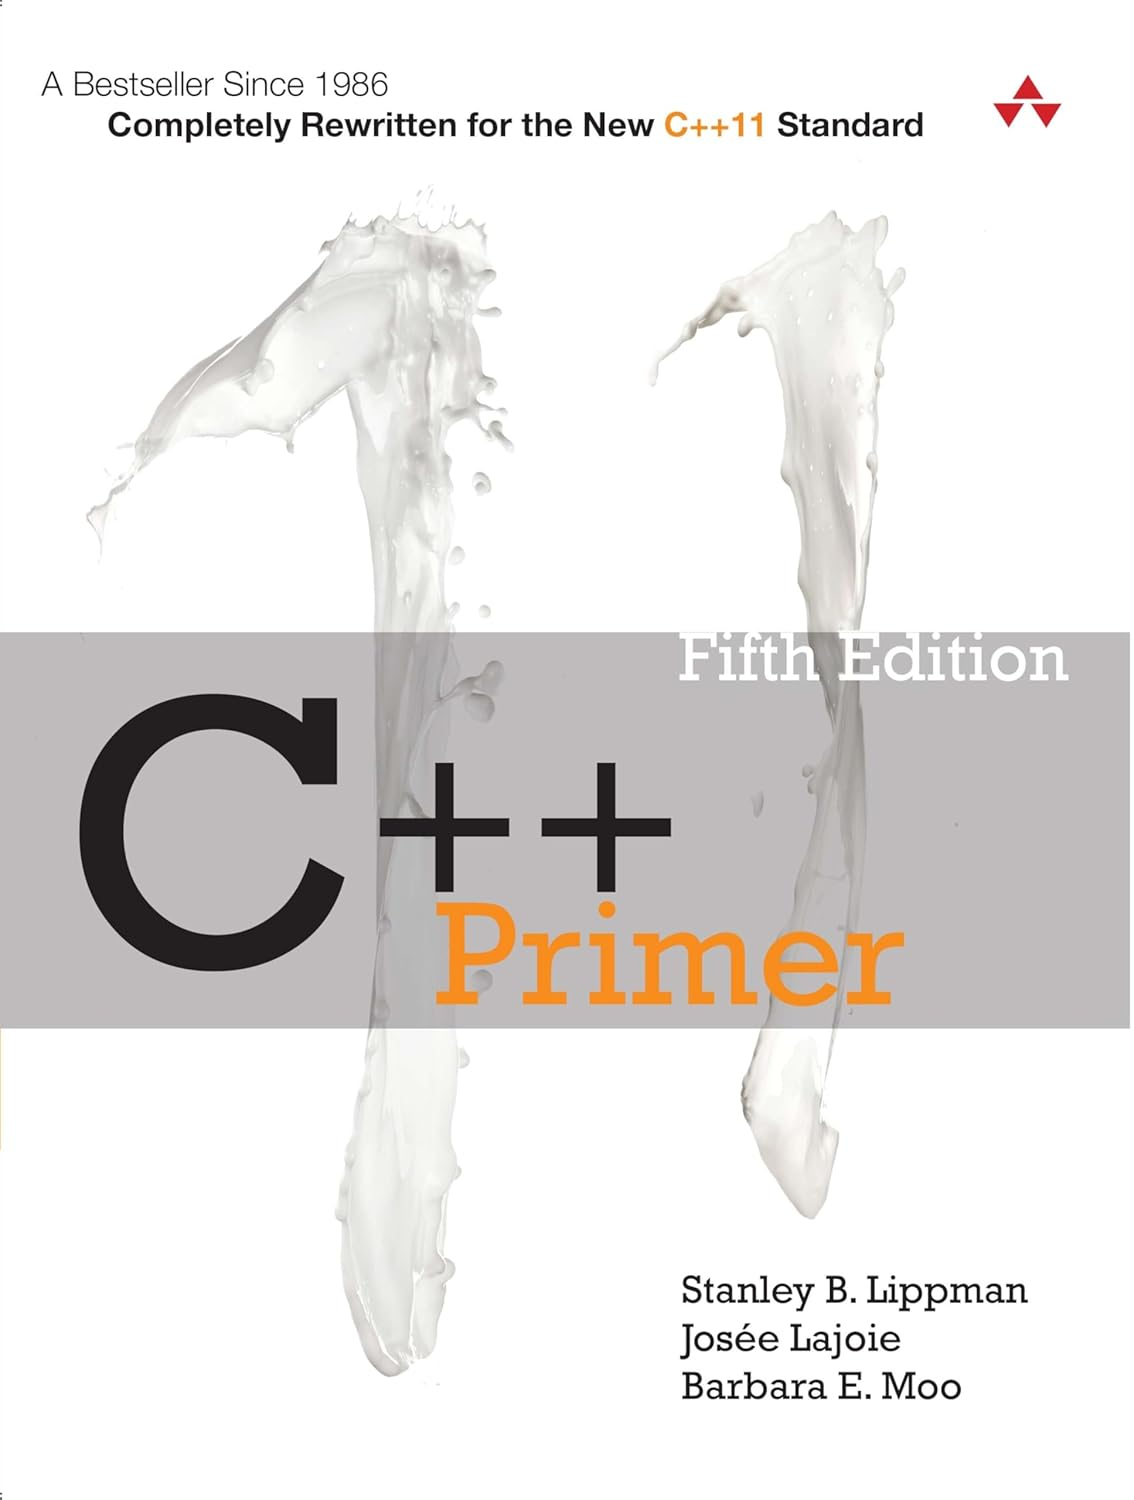 A Bestseller Since 1986
Completely Rewritten for the New C++11 Standard
Fifth Edition
C++
Primer
Stanley B. Lippman
Josée Lajoie
Barbara E. Moo